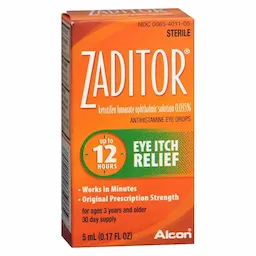 NDC 0065-4011-05
STERILE
ZADITOR®
ketotifen fumarate ophthalmic solution 0.035%
ANTIHISTAMINE EYE DROPS
up to
12
HOURS
EYE ITCH
RELIEF
• Works in Minutes
• Original Prescription Strength
for ages 3 years and older
30 day supply
5 mL (0.17 FL OZ)
Alcon